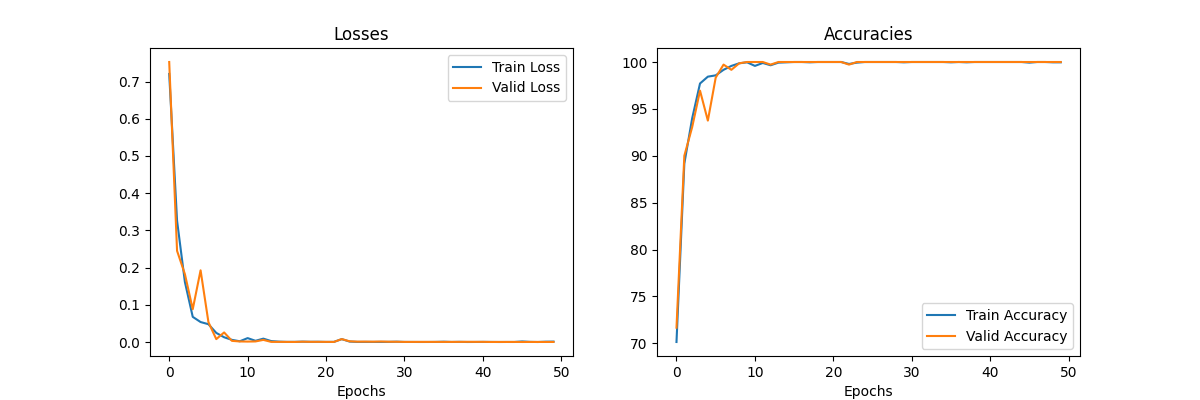 Losses
Train Loss
Valid Loss
0.7
0.6
0.5
0.4
0.3
0.2
0.1
0.0
0 10 20 30 40 50
Epochs
Accuracies
100
95
90
85
80
75
70
Train Accuracy
Valid Accuracy
0 10 20 30 40 50
Epochs